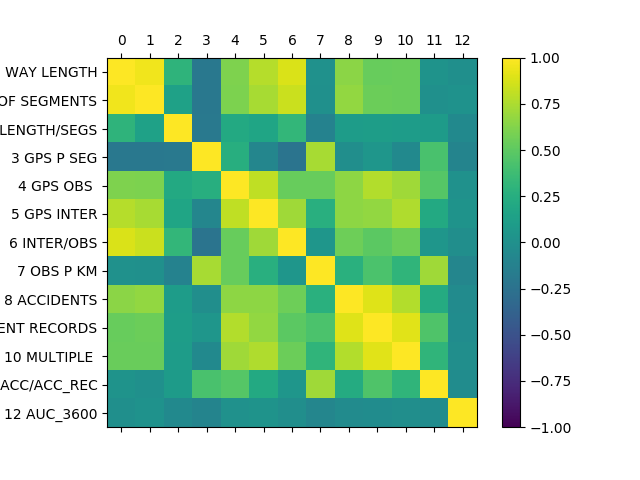 0 1 2 3 4 5 6 7 8 9 10 11 12
WAY LENGTH
OF SEGMENTS
LENGTH/SEGS
3 GPS P SEG
4 GPS OBS
5 GPS INTER
6 INTER/OBS
7 OBS P KM
8 ACCIDENTS
ENT RECORDS
10 MULTIPLE
ACC/ACC_REC
12 AUC_3600
1.00
0.75
0.50
0.25
0.00
−0.25
−0.50
−0.75
−1.00